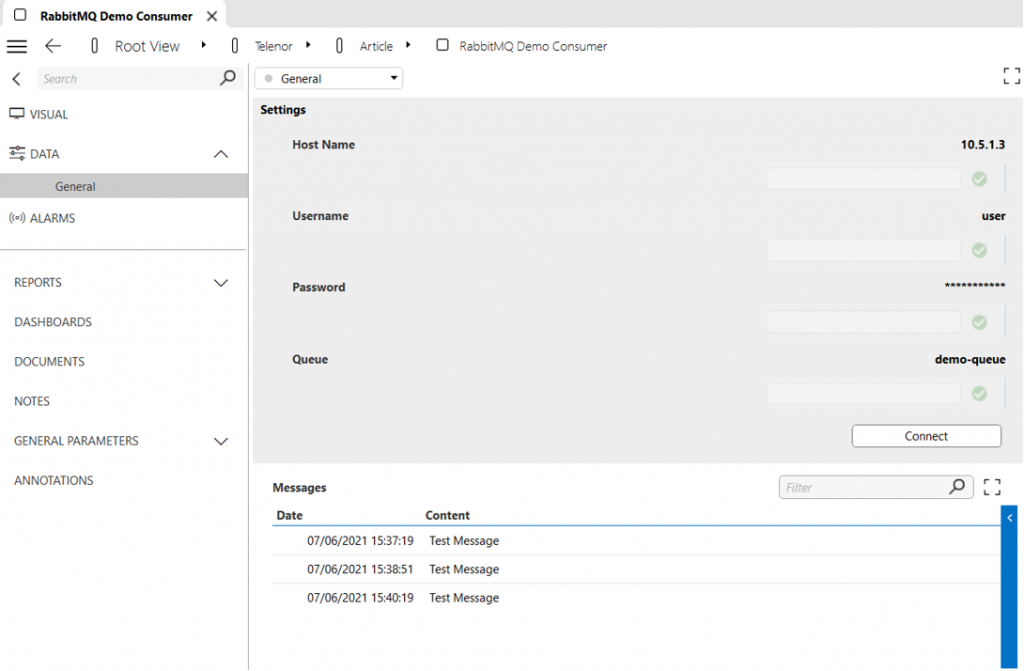 RabbitMQ Demo Consumer
Root View Telenor Article RabbitMQ Demo Consumer
Search
General
VISUAL
DATA
General
ALARMS
REPORTS
DASHBOARDS
DOCUMENTS
NOTES
GENERAL PARAMETERS
ANNOTATIONS
Settings
Host Name 10.5.1.3
Username user
Password ***********
Queue demo-queue
Connect
Messages Filter
Date Content
07/06/2021 15:37:19 Test Message
07/06/2021 15:38:51 Test Message
07/06/2021 15:40:19 Test Message